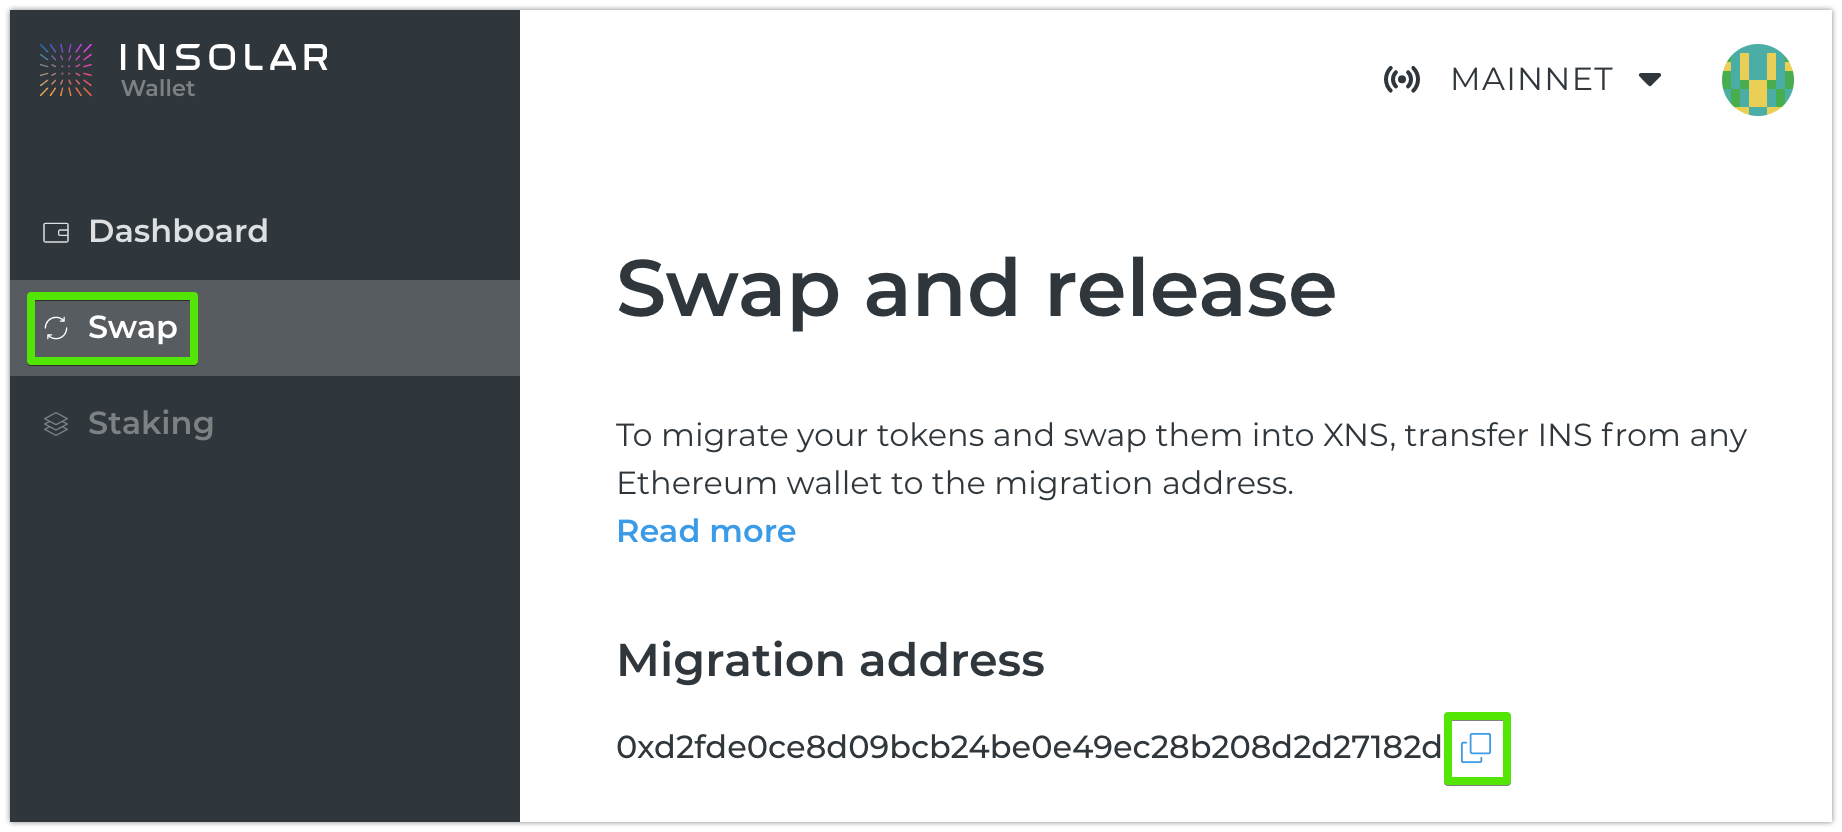 INSOLAR
Wallet
MAINNET
Dashboard
Swap
Staking
Swap and release
To migrate your tokens and swap them into XNS, transfer INS from any
Ethereum wallet to the migration address.
Read more
Migration address
0xd2fde0ce8d09bcb24be0e49ec28b208d2d27182d